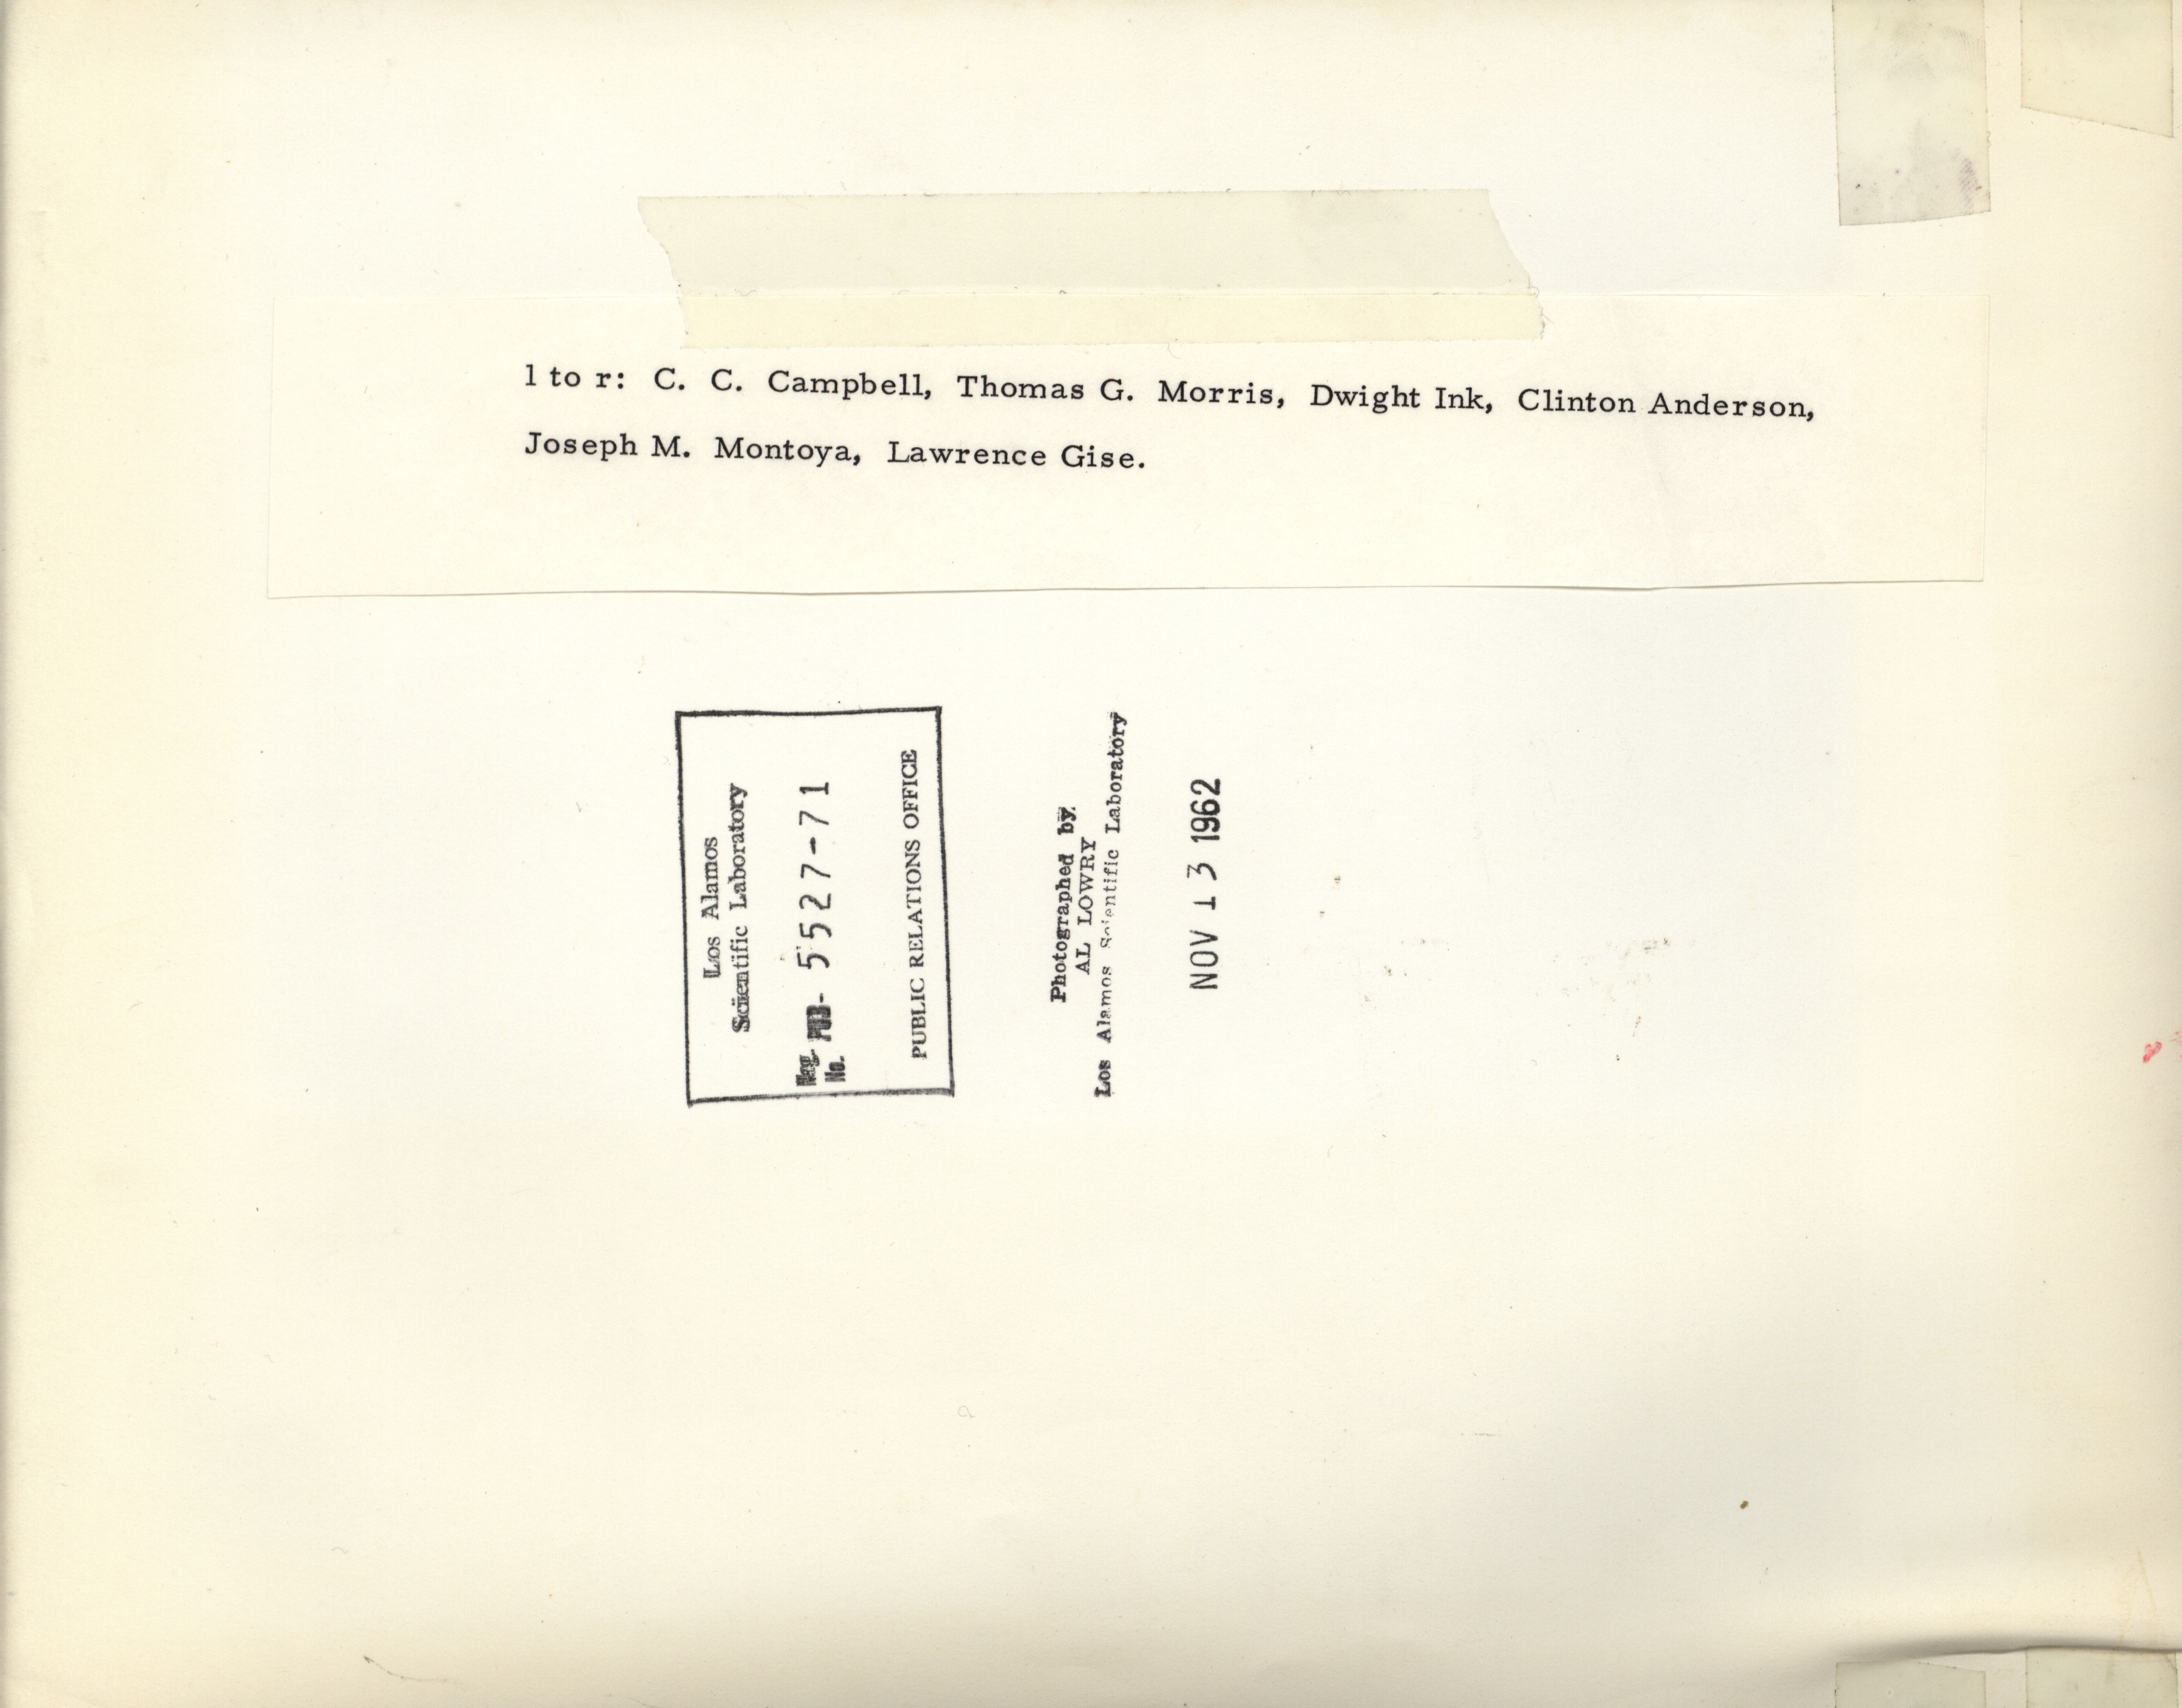 l to r: C. C. Campbell, Thomas G. Morris, Dwight Ink, Clinton Anderson,
Joseph M. Montoya, Lawrence Gise.
Los Alamos
Scientific Laboratory
Neg. No. PUB- 5527-71
PUBLIC RELATIONS OFFICE
Photographed by
AL LOWRY
Los Alamos Scientific Laboratory
NOV 13 1962